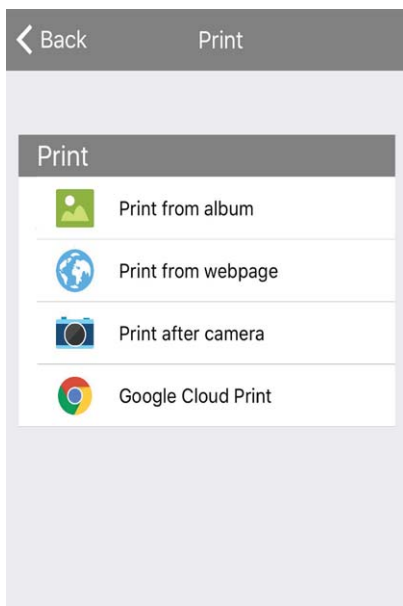 Back Print
Print
Print from album
Print from webpage
Print after camera
Google Cloud Print